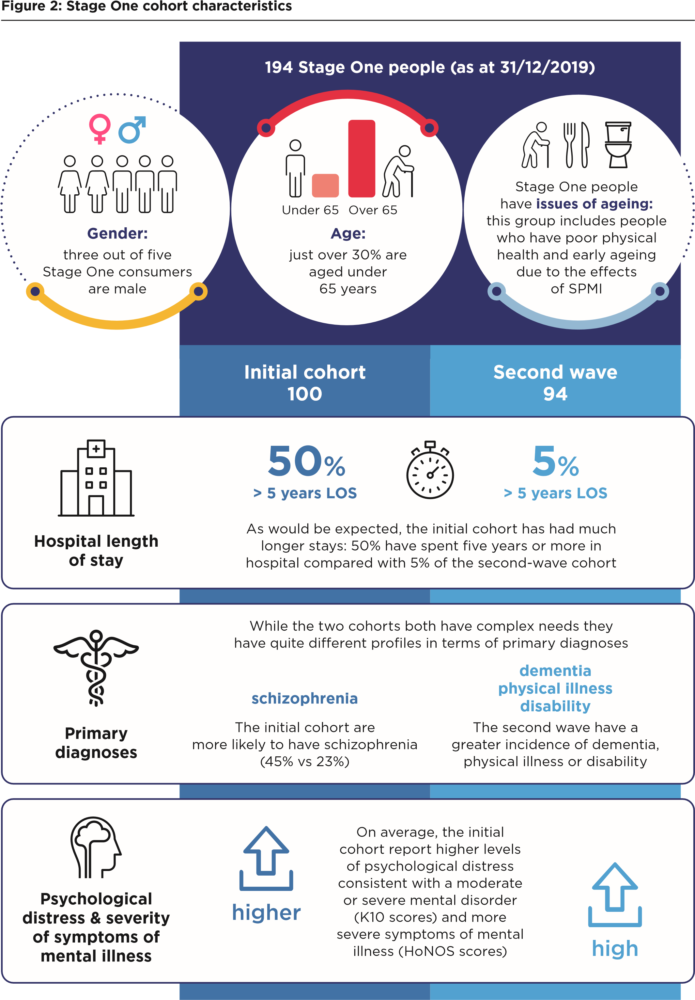 Figure 2: Stage One cohort characteristics
194 Stage One people (as at 31/12/2019)
Gender:
three out of five
Stage One consumers
are male
Under 65 Over 65
Age:
just over 30% are
aged under
65 years
Stage One people
have issues of ageing:
this group includes people
who have poor physical
health and early ageing
due to the effects
of SPMI
Initial cohort
100
Second wave
94
Hospital length
of stay
50%
> 5 years LOS
5%
> 5 years LOS
As would be expected, the initial cohort has had much
longer stays: 50% have spent five years or more in
hospital compared with 5% of the second-wave cohort
Primary
diagnoses
While the two cohorts both have complex needs they
have quite different profiles in terms of primary diagnoses
schizophrenia
The initial cohort are
more likely to have schizophrenia
(45% vs 23%)
dementia
physical illness
disability
The second wave have a
greater incidence of dementia,
physical illness or disability
Psychological
distress & severity
of symptoms of
mental illness
higher
On average, the initial
cohort report higher levels
of psychological distress
consistent with a moderate
or severe mental disorder
(K10 scores) and more
severe symptoms of mental
illness (HoNOS scores)
high